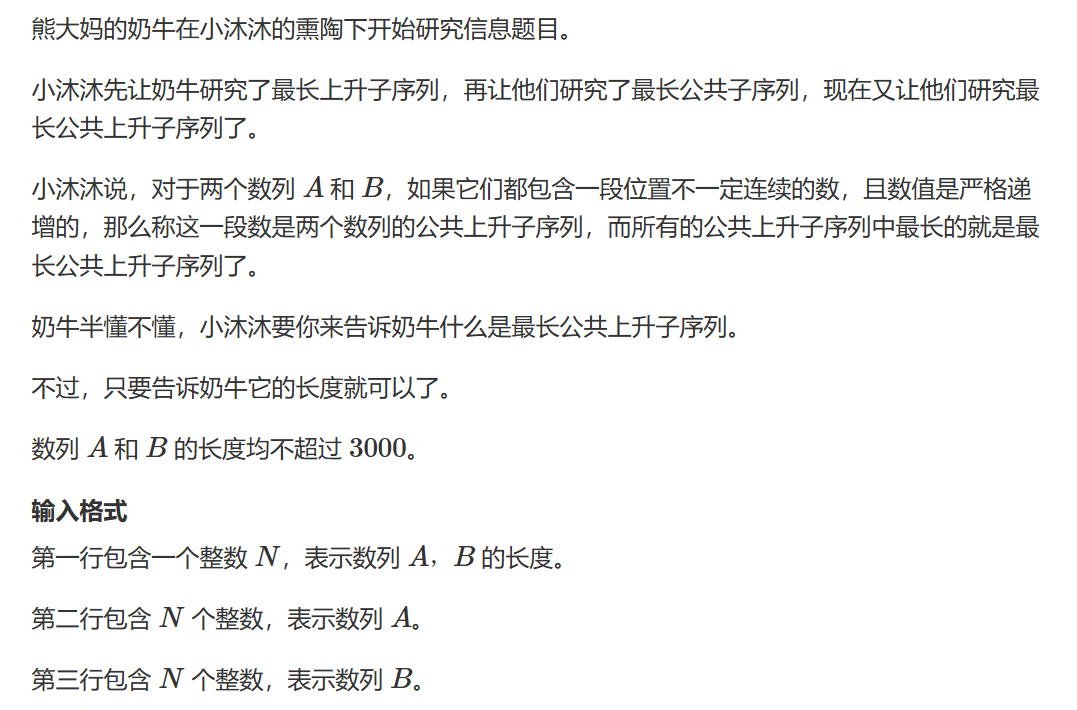 熊大妈的奶牛在小沐沐的熏陶下开始研究信息题目。
小沐沐先让奶牛研究了最长上升子序列，再让他们研究了最长公共子序列，现在又让他们研究最
长公共上升子序列了。
小沐沐说，对于两个数列 A 和 B，如果它们都包含一段位置不一定连续的数，且数值是严格递
增的，那么称这一段数是两个数列的公共上升子序列，而所有的公共上升子序列中最长的就是最
长公共上升子序列了。
奶牛半懂不懂，小沐沐要你来告诉奶牛什么是最长公共上升子序列。
不过，只要告诉奶牛它的长度就可以了。
数列 A 和 B 的长度均不超过 3000。
输入格式
第一行包含一个整数 N，表示数列 A，B 的长度。
第二行包含 N 个整数，表示数列 A。
第三行包含 N 个整数，表示数列 B。